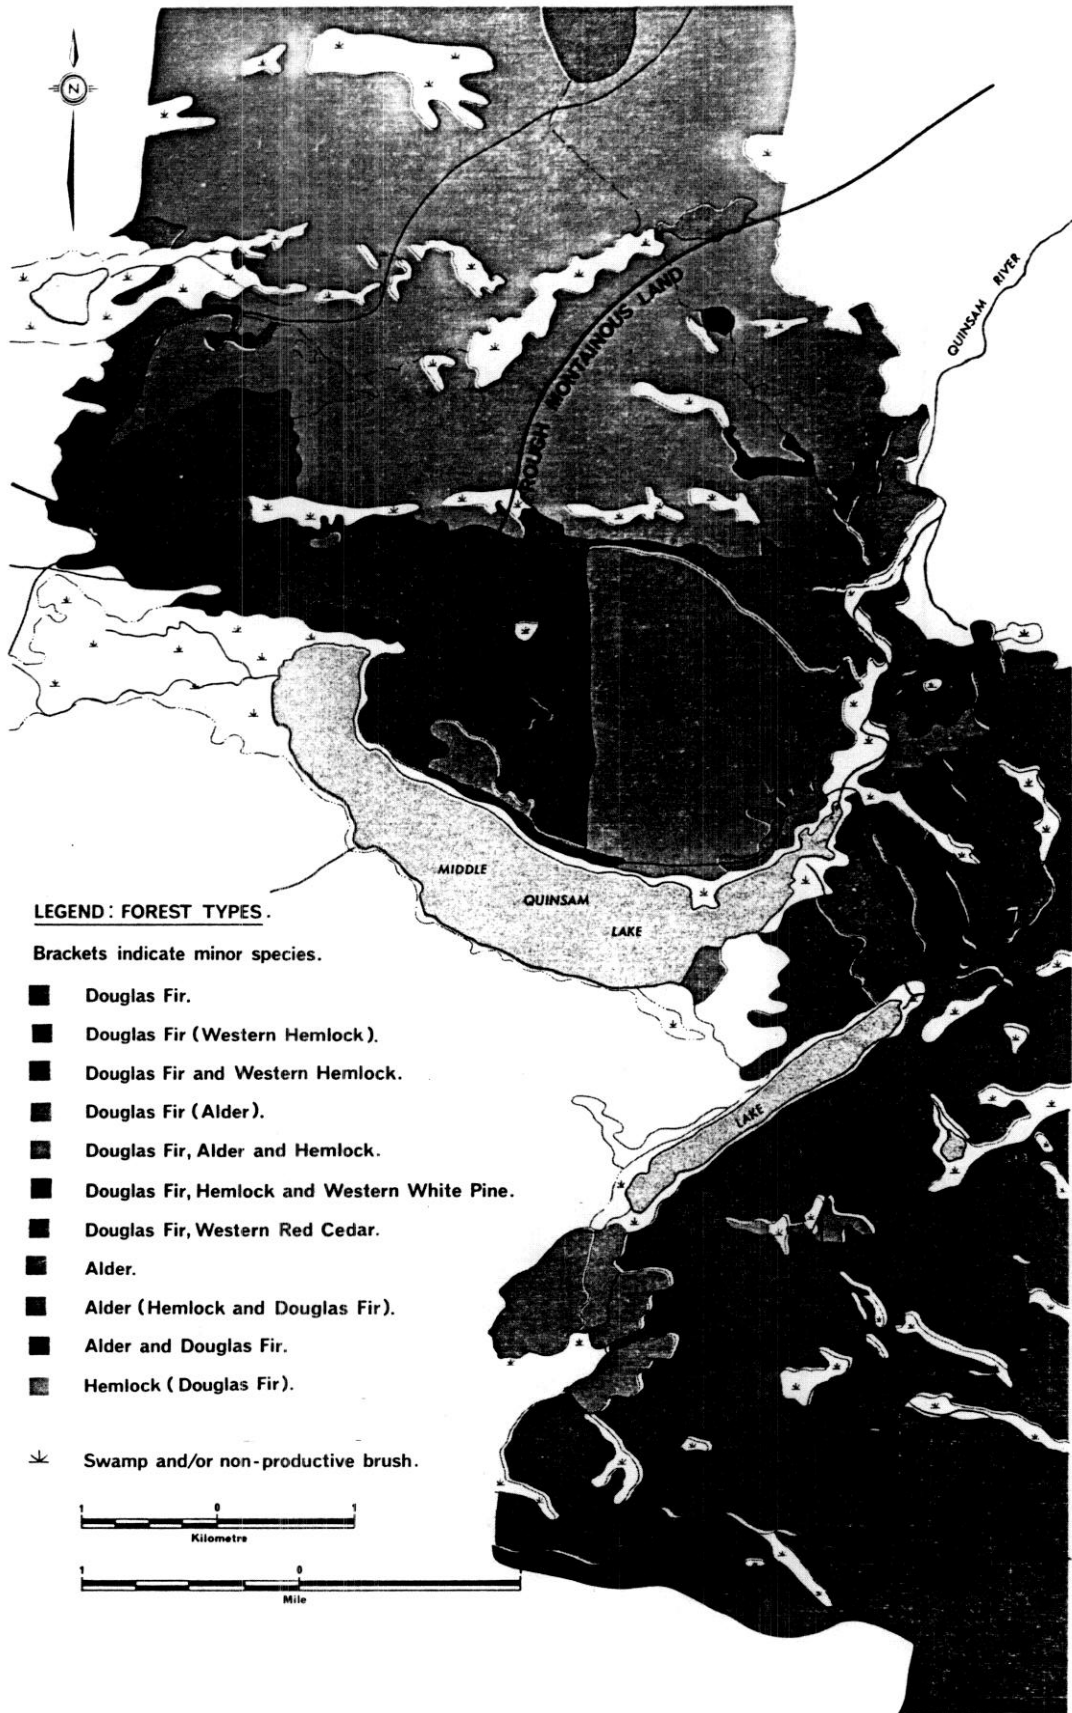 N
QUINSAM RIVER
ROUGH MONTAINOUS LAND
MIDDLE
QUINSAM
LAKE
LAKE
LEGEND: FOREST TYPES.
Brackets indicate minor species.
Douglas Fir.
Douglas Fir (Western Hemlock).
Douglas Fir and Western Hemlock.
Douglas Fir (Alder).
Douglas Fir, Alder and Hemlock.
Douglas Fir, Hemlock and Western White Pine.
Douglas Fir, Western Red Cedar.
Alder.
Alder (Hemlock and Douglas Fir).
Alder and Douglas Fir.
Hemlock (Douglas Fir).
Swamp and/or non-productive brush.
1 0 1
Kilometre
1 0
Mile